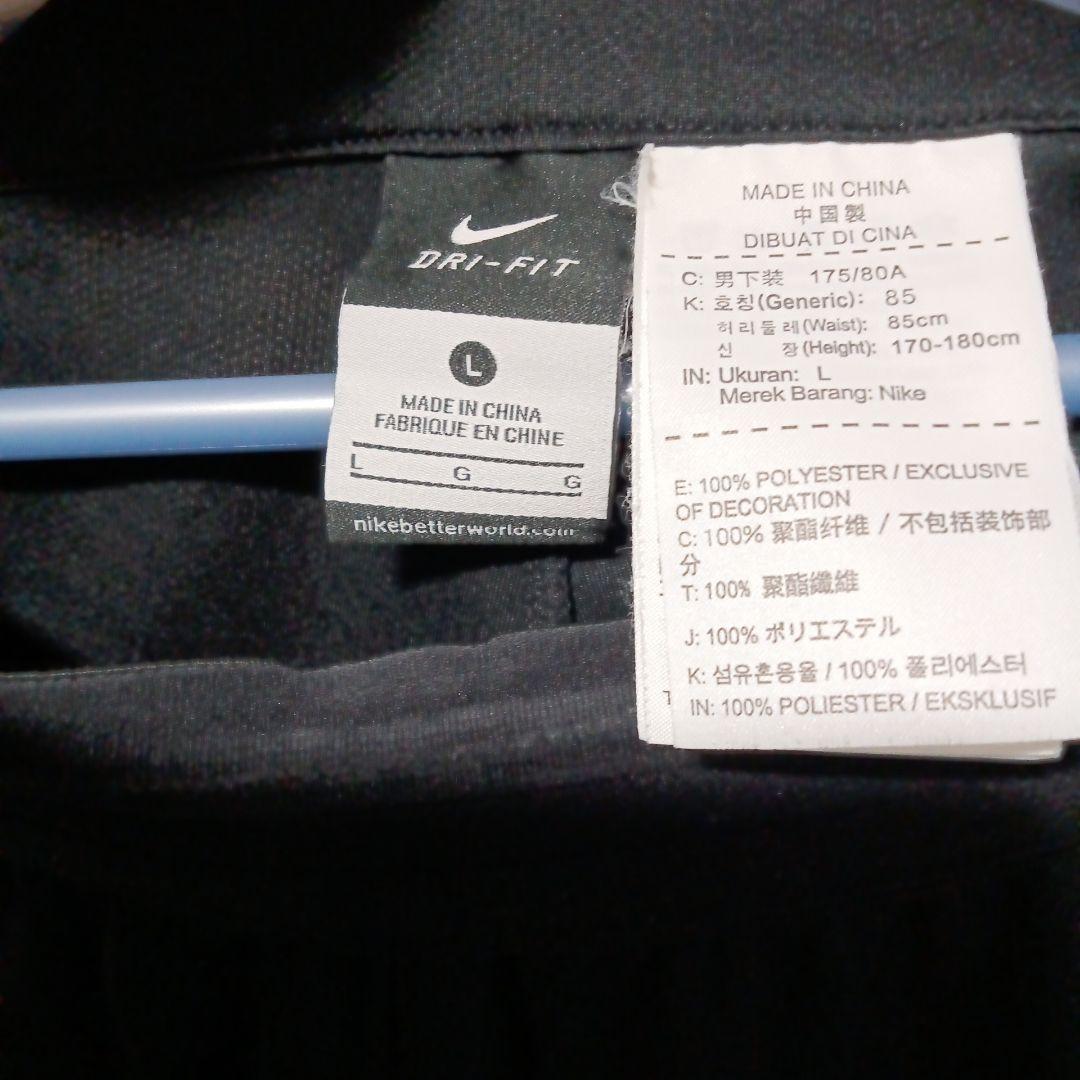 DRI-FIT
L
MADE IN CHINA
FABRIQUE EN CHINE
L G G
nikebetterworld.com
MADE IN CHINA
中国製
DIBUAT DI CINA
C: 男下装 175/80A
K: 호칭(Generic): 85
허리둘레(Waist): 85cm
신 장(Height): 170-180cm
IN: Ukuran: L
Merek Barang: Nike
E: 100% POLYESTER / EXCLUSIVE
OF DECORATION
C: 100% 聚酯纤维 / 不包括装饰部
分
T: 100% 聚酯纖維
J: 100% ポリエステル
K: 섬유혼용율 / 100% 폴리에스터
IN: 100% POLIESTER / EKSKLUSIF